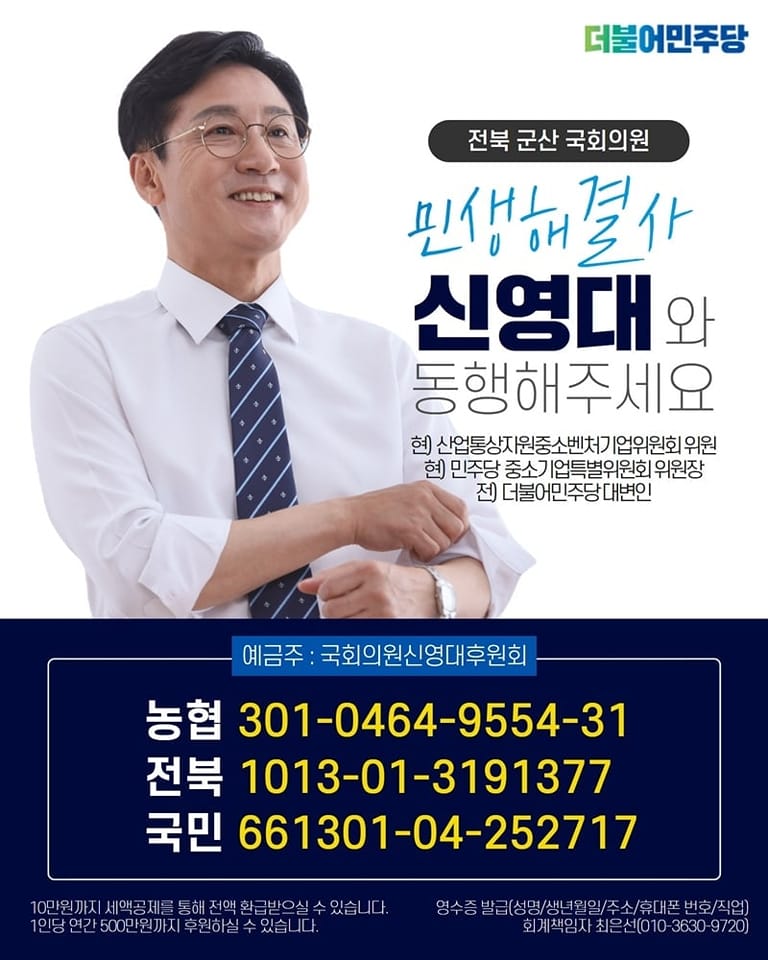 더불어민주당
전북 군산 국회의원
민생해결사
신영대와
동행해주세요
현) 산업통상자원중소벤처기업위원회 위원
현) 민주당 중소기업특별위원회 위원장
전) 더불어민주당 대변인
예금주 : 국회의원신영대후원회
농협 301-0464-9554-31
전북 1013-01-3191377
국민 661301-04-252717
10만원까지 세액공제를 통해 전액 환급받으실 수 있습니다.
1인당 연간 500만원까지 후원하실 수 있습니다.
영수증 발급(성명/생년월일/주소/휴대폰 번호/직업)
회계책임자 최은선(010-3630-9720)